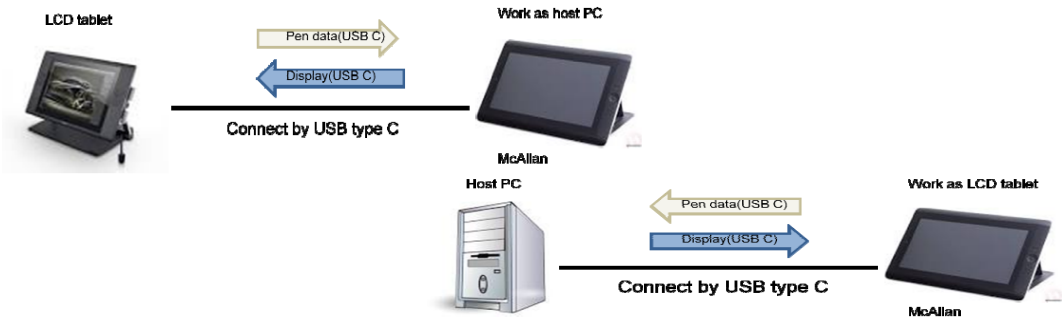 LCD tablet
Work as host PC
Pen data(USB C)
Display(USB C)
Connect by USB type C
McAllan
Host PC
Work as LCD tablet
Pen data(USB C)
Display(USB C)
Connect by USB type C
McAllan